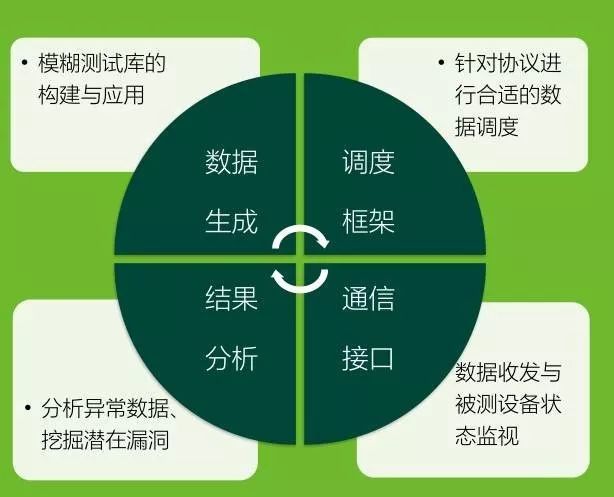 • 模糊测试库的
构建与应用
• 针对协议进
行合适的数
据调度
数据
生成
调度
框架
结果
分析
通信
接口
• 分析异常数据、
挖掘潜在漏洞
数据收发与
被测设备状
态监视